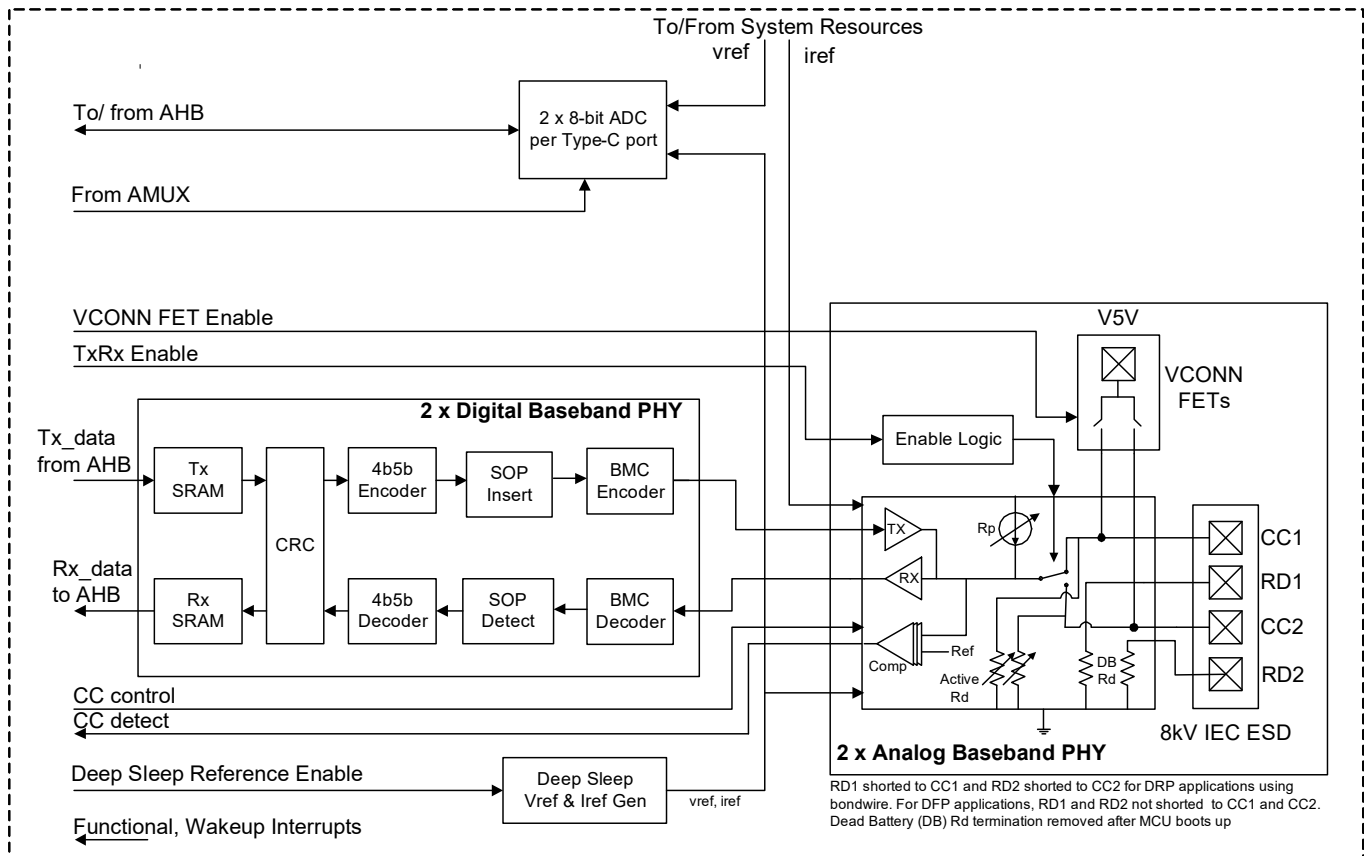 To/From System Resources
vref
iref
To/ from AHB
2 x 8-bit ADC
per Type-C port
From AMUX
VCONN FET Enable
TxRx Enable
V5V
VCONN
FETs
2 x Digital Baseband PHY
Enable Logic
Tx_data
from AHB
Tx
SRAM
CRC
4b5b
Encoder
SOP
Insert
BMC
Encoder
TX
Rp
CC1
Rx_data
to AHB
Rx
SRAM
4b5b
Decoder
SOP
Detect
BMC
Decoder
RX
RD1
CC2
Comp
Ref
Active
Rd
DB
Rd
RD2
CC control
CC detect
8kV IEC ESD
2 x Analog Baseband PHY
Deep Sleep Reference Enable
Deep Sleep
Vref & Iref Gen
vref, iref
RD1 shorted to CC1 and RD2 shorted to CC2 for DRP applications using
bondwire. For DFP applications, RD1 and RD2 not shorted to CC1 and CC2.
Dead Battery (DB) Rd termination removed after MCU boots up
Functional, Wakeup Interrupts